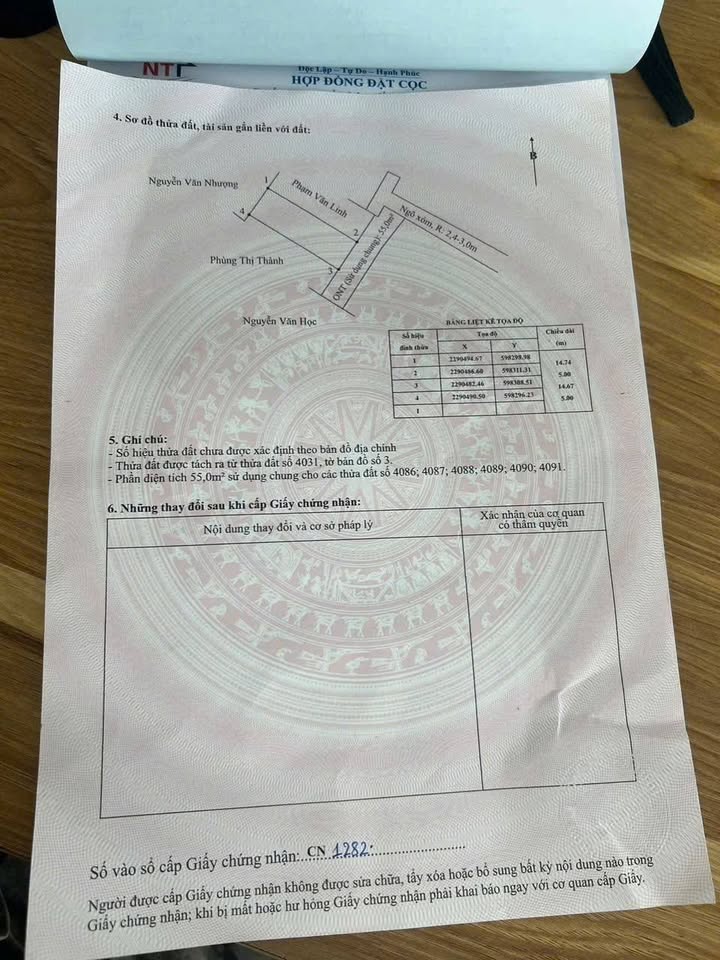 NT
Độc Lập – Tự Do – Hạnh Phúc
HỢP ĐỒNG ĐẶT CỌC
4. Sơ đồ thửa đất, tài sản gắn liền với đất:
B
Nguyễn Văn Nhượng
1
Phạm Văn Linh
4
2
Ngõ xóm, R: 2,4-3,0m
ONT (Sử dụng chung): 55,0m²
Phùng Thị Thành
3
Nguyễn Văn Học
BẢNG LIỆT KÊ TỌA ĐỘ
Số hiệu đỉnh thửa Tọa độ Chiều dài (m)
X Y
1 2290494.67 598298.98
14.74
2 2290486.60 598311.31
5.00
3 2290482.46 598308.51
14.67
4 2290490.50 598296.23
5.00
1
5. Ghi chú:
- Số hiệu thửa đất chưa được xác định theo bản đồ địa chính
- Thửa đất được tách ra từ thửa đất số 4031, tờ bản đồ số 3.
- Phần diện tích 55,0m² sử dụng chung cho các thửa đất số 4086; 4087; 4088; 4089; 4090; 4091.
6. Những thay đổi sau khi cấp Giấy chứng nhận:
Nội dung thay đổi và cơ sở pháp lý
Xác nhận của cơ quan
có thẩm quyền
Số vào sổ cấp Giấy chứng nhận: CN 1282
Người được cấp Giấy chứng nhận không được sửa chữa, tẩy xóa hoặc bổ sung bất kỳ nội dung nào trong
Giấy chứng nhận; khi bị mất hoặc hư hỏng Giấy chứng nhận phải khai báo ngay với cơ quan cấp Giấy.